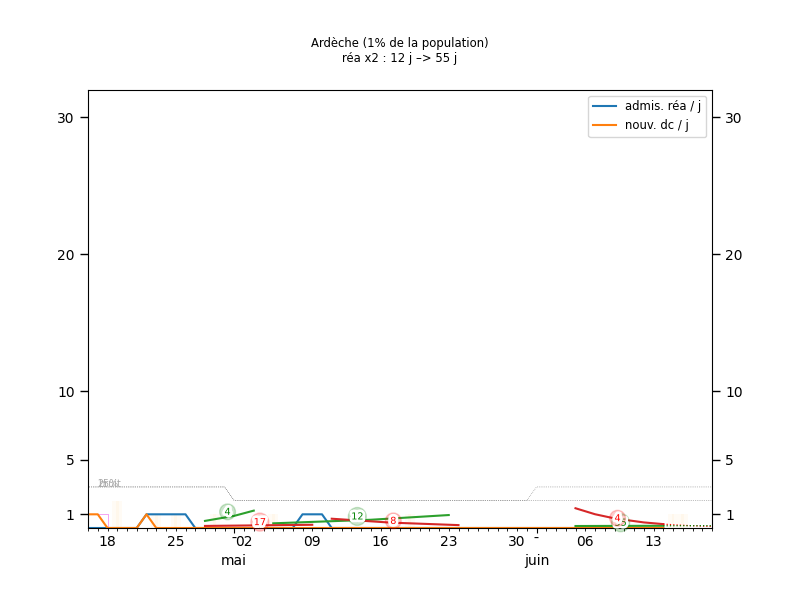 Ardèche (1% de la population)
réa x2 : 12 j –> 55 j
admis. réa / j
nouv. dc / j
30 30
20 20
10 10
5 5
1 1
4
17
12
8
4
18 25 02 09 16 23 30 06 13
mai juin